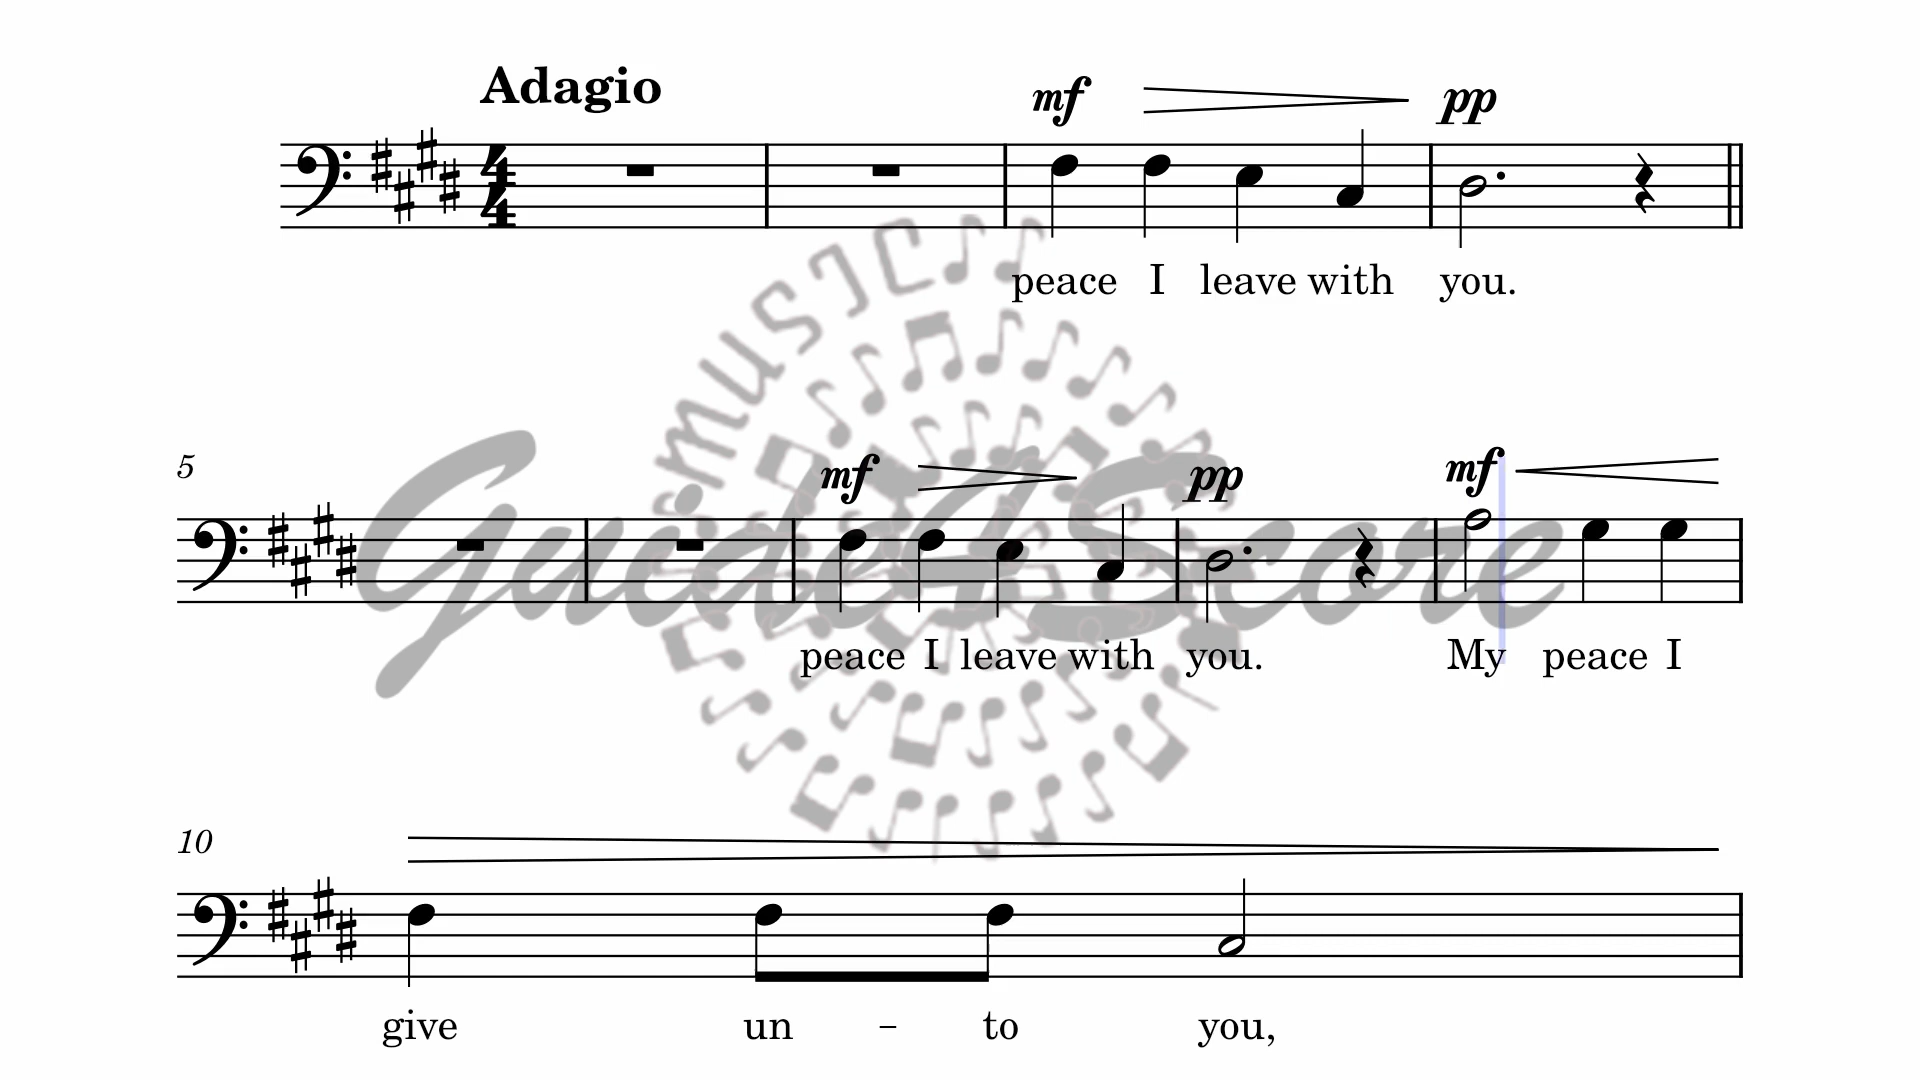 Adagio
mf pp
peace I leave with you.
MUSIC
5
mf pp mf
Guide4Score
peace I leave with you. My peace I
10
give un - to you,